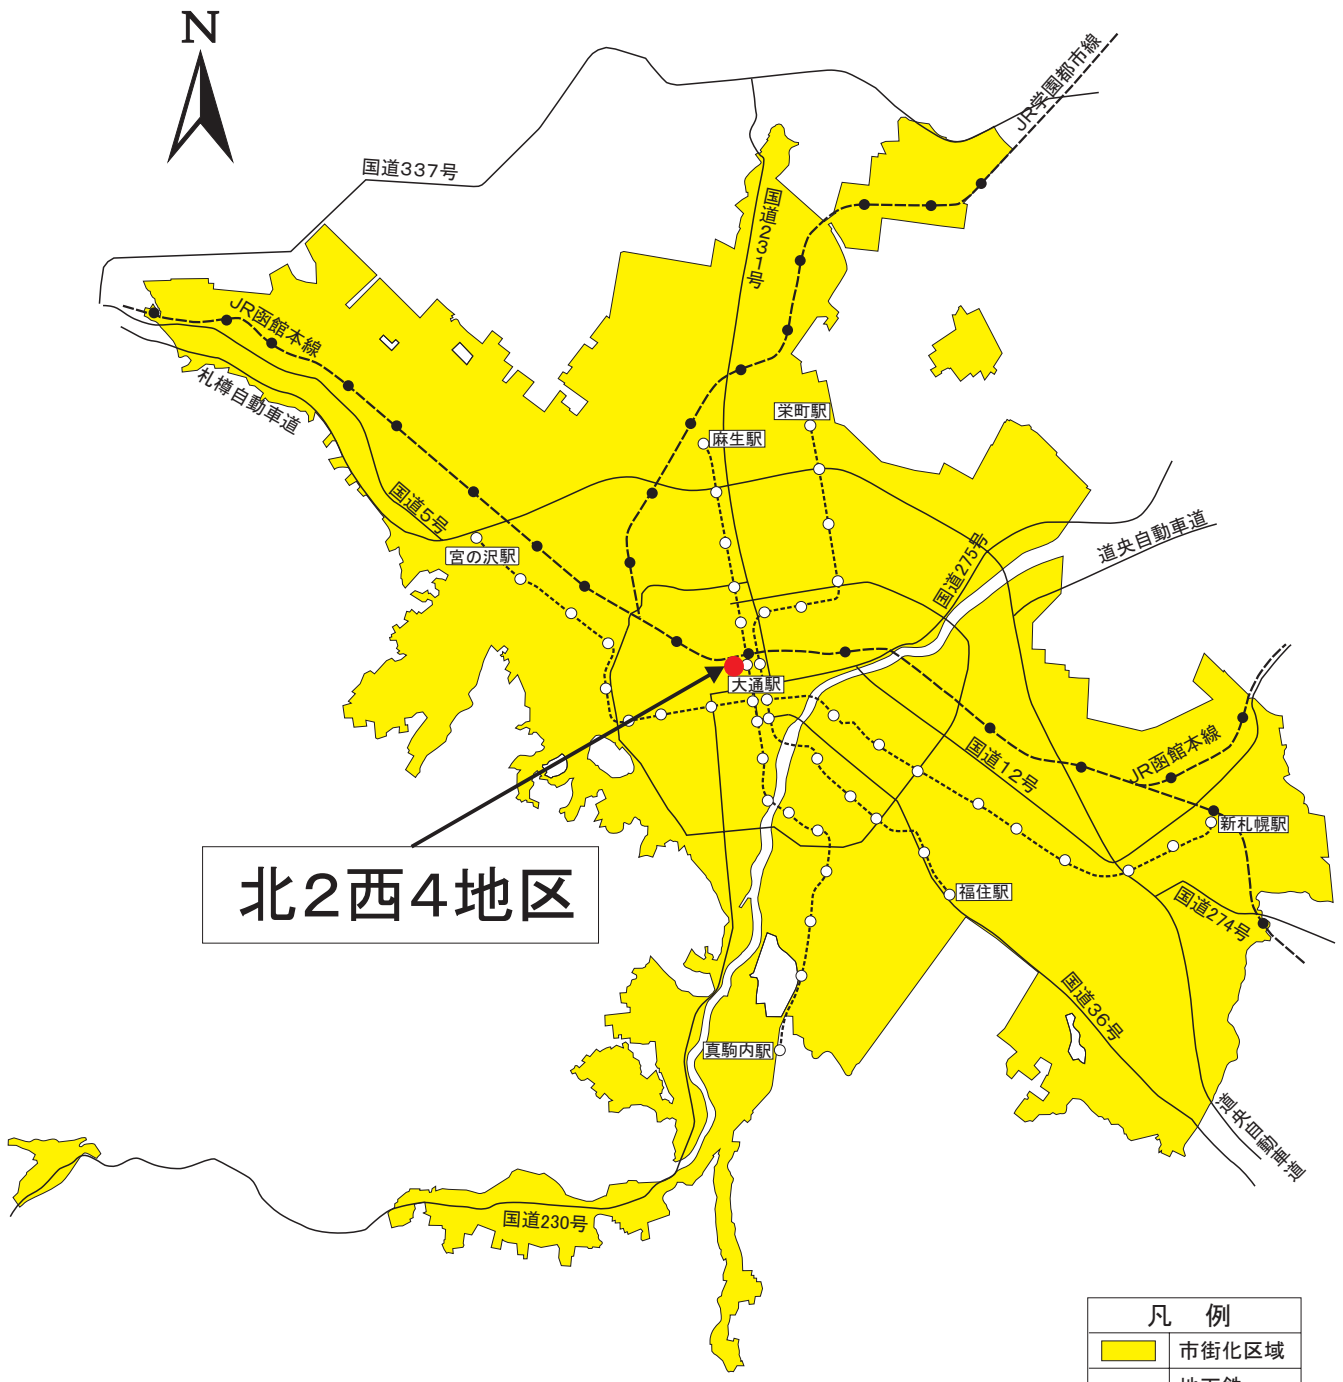 N
JR学園都市線
国道337号
国道231号
JR函館本線
札樽自動車道
栄町駅
麻生駅
国道5号
宮の沢駅
国道275号
道央自動車道
大通駅
国道12号
JR函館本線
新札幌駅
北2西4地区
福住駅
国道274号
国道36号
真駒内駅
道央自動車道
国道230号
凡 例
市街化区域